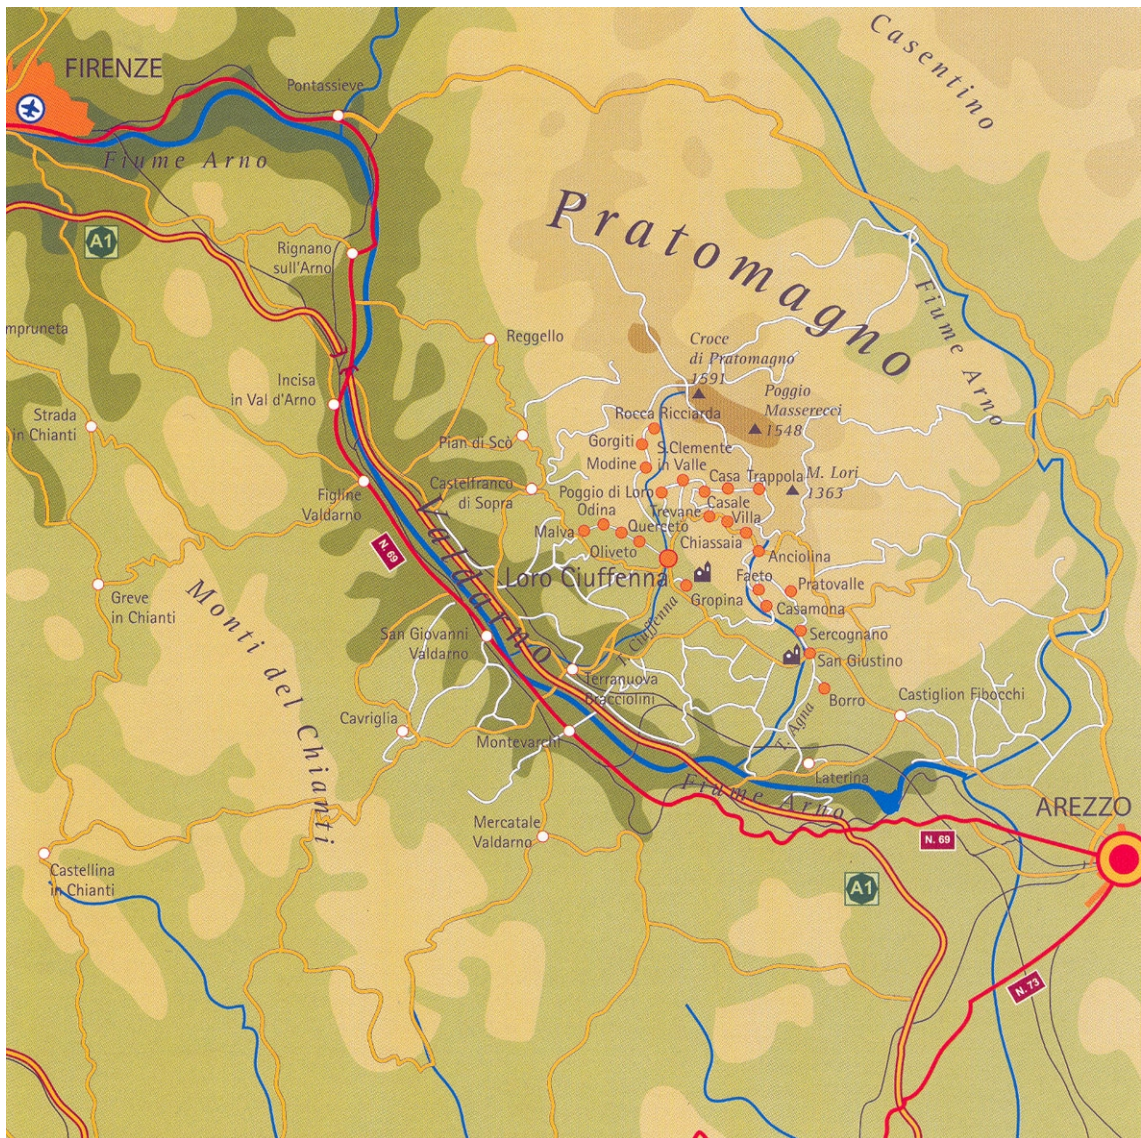 Casentino
FIRENZE
Pontassieve
Fiume Arno
Pratomagno
A1
Rignano
sull'Arno
Fiume Arno
mpruneta
Reggello
Croce
di Pratomagno
1591
Poggio
Masserecci
1548
Incisa
in Val d'Arno
Strada
in Chianti
Rocca Ricciarda
Gorgiti
S.Clemente
in Valle
Pian di Scò
Modine
Casa Trappola
M. Lori
1363
Castelfranco
di Sopra
Figline
Valdarno
Poggio di Loro
Casale
Odina
Trevane
Villa
Querceto
Malva
Oliveto
Chiassaia
Anciolina
N. 69
Valdarno
Loro Ciuffenna
Faeto
Pratovalle
Gropina
Casamona
Greve
in Chianti
Monti del Chianti
San Giovanni
Valdarno
T. Ciuffenna
Sercognano
San Giustino
Terranuova
Bracciolini
Borro
Castiglion Fibocchi
Cavriglia
Montevarchi
T. Agna
Laterina
Fiume Arno
AREZZO
Mercatale
Valdarno
N. 69
Castellina
in Chianti
A1
N. 73